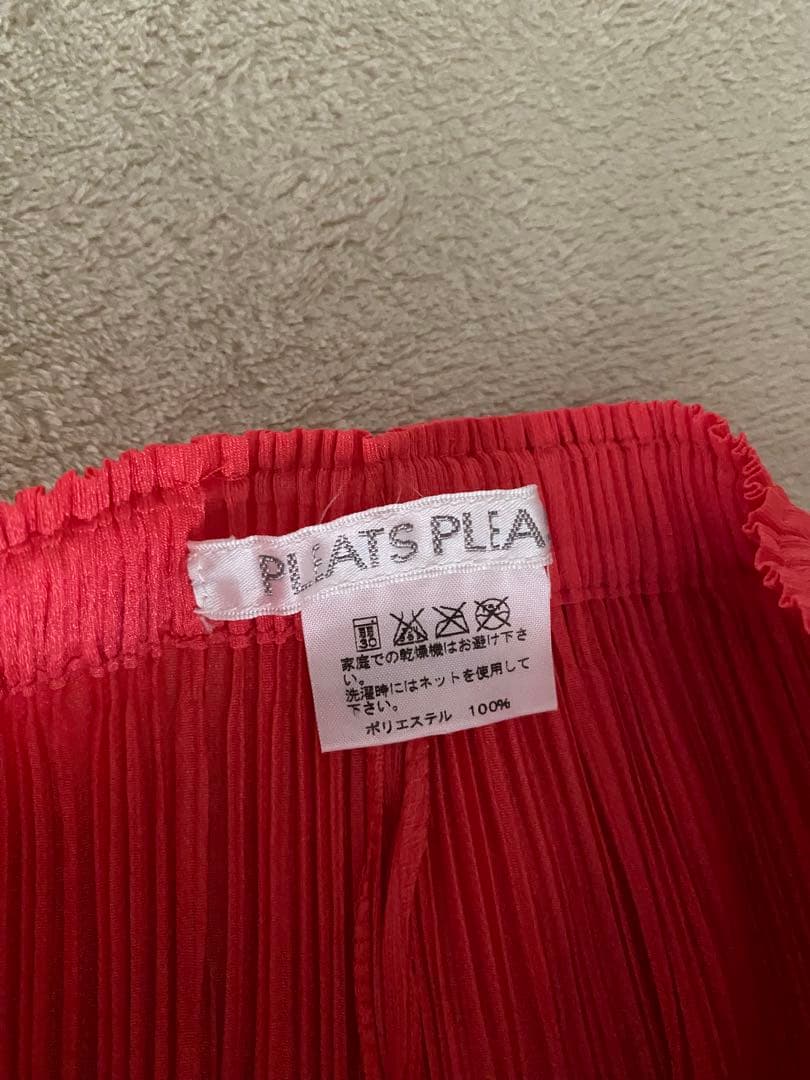 PLEATS PLEA
30
家庭での乾燥機はお避け下さ
い。
洗濯時にはネットを使用して
下さい。
ポリエステル 100%